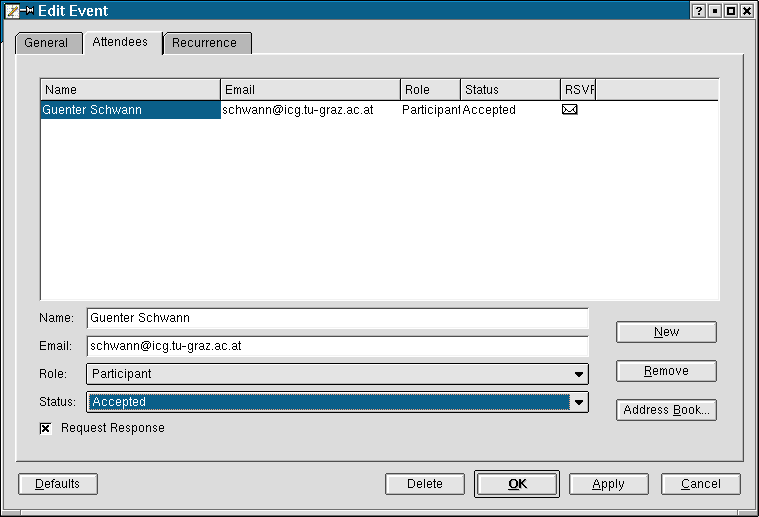 Edit Event
General Attendees Recurrence
Name Email Role Status RSVP
Guenter Schwann schwann@icg.tu-graz.ac.at Participant Accepted
Name: Guenter Schwann
New
Email: schwann@icg.tu-graz.ac.at
Role: Participant
Remove
Status: Accepted
Address Book...
Request Response
Defaults Delete OK Apply Cancel